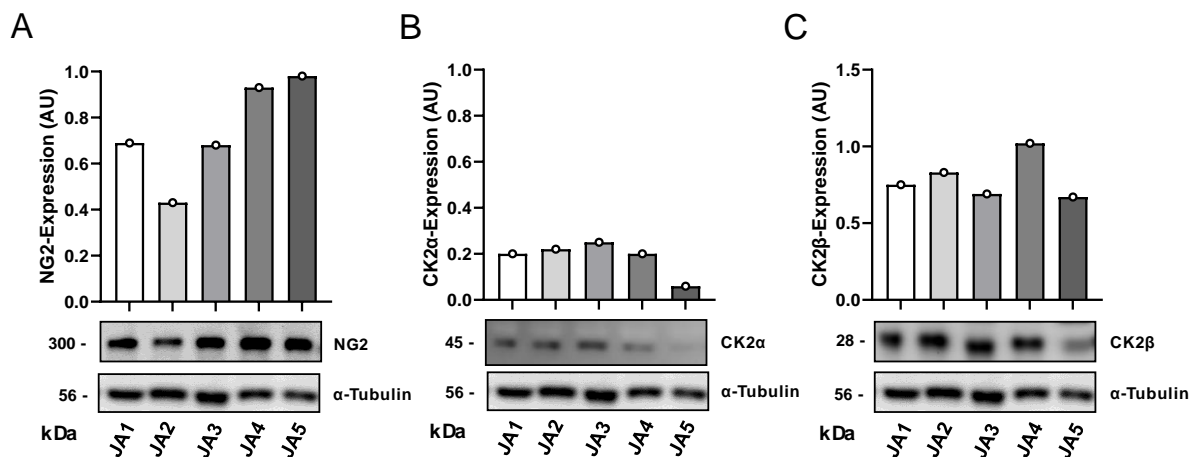 A
NG2-Expression (AU)
1.0
0.8
0.6
0.4
0.2
0.0
300 -
NG2
56 -
α-Tubulin
kDa
JA1
JA2
JA3
JA4
JA5
B
CK2α-Expression (AU)
1.0
0.8
0.6
0.4
0.2
0.0
45 -
CK2α
56 -
α-Tubulin
kDa
JA1
JA2
JA3
JA4
JA5
C
CK2β-Expression (AU)
1.5
1.0
0.5
0.0
28 -
CK2β
56 -
α-Tubulin
kDa
JA1
JA2
JA3
JA4
JA5